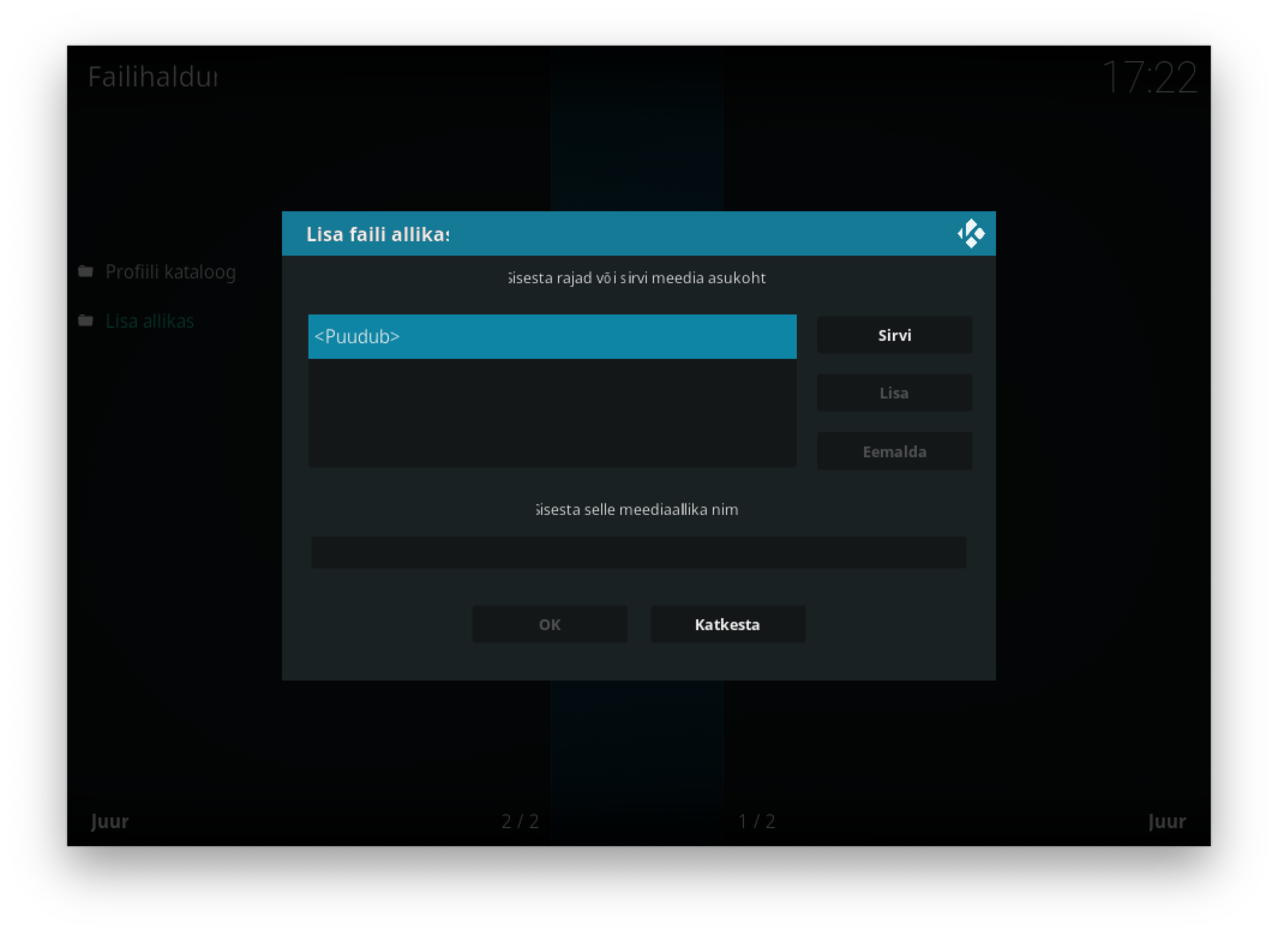 Failihaldur
17:22
Lisa faili allikas
Sisesta rajad või sirvi meedia asukoht
Profiili kataloog
Lisa allikas
<Puudub>
Sirvi
Lisa
Eemalda
Sisesta selle meediaallika nim
OK
Katkesta
Juur
2 / 2
1 / 2
Juur